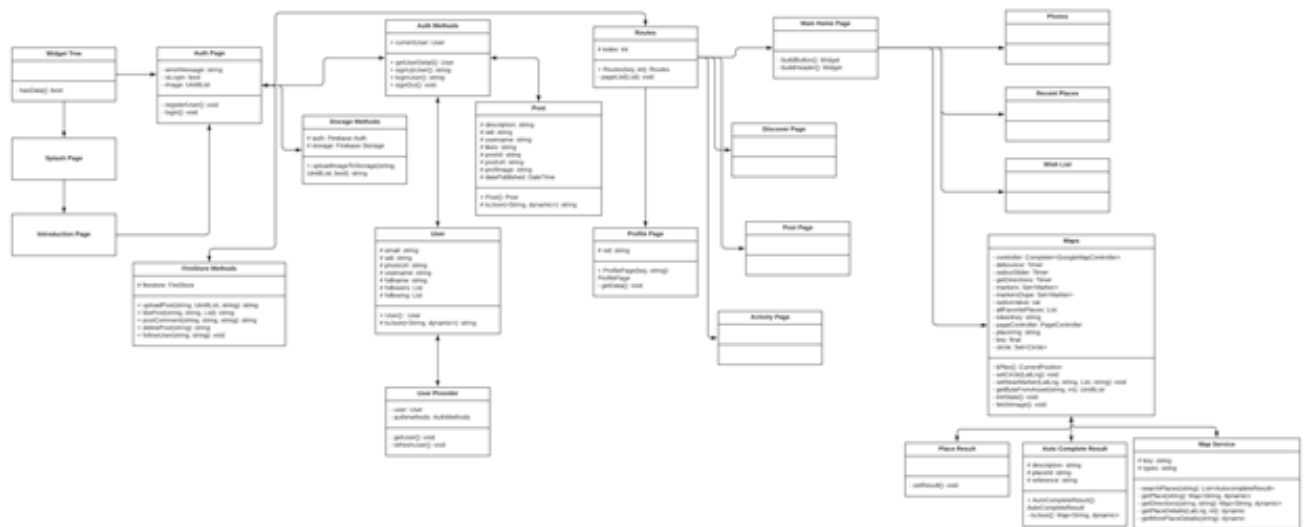 Widget Tree
- hasData(): bool
Splash Page
Introduction Page
Auth Page
- errorMessage: string
- isLogin: bool
- image: Uint8List
- registerUser(): void
- login(): void
FireStore Methods
# firestore: FireStore
+ uploadPost(string, Uint8List, string): string
+ likePost(string, string, List): string
+ postComment(string, string, string): string
+ deletePost(string): string
+ followUser(string, string): void
Storage Methods
# auth: Firebase Auth
# storage: Firebase Storage
+ uploadImageToStorage(string,
Uint8List, bool): string
Auth Methods
+ currentUser: User
+ getUserDetail(): User
+ signUpUser(): string
+ loginUser(): string
+ signOut(): void
Post
# description: string
# uid: string
# username: string
# likes: string
# postId: string
# postUrl: string
# profImage: string
# datePublished: DateTime
+ Post(): Post
# toJson(<String, dynamic>): string
User
# email: string
# uid: string
# photoUrl: string
# username: string
# fullname: string
# followers: List
# following: List
+ User(): User
# toJson(<String, dynamic>): string
User Provider
- user: User
- authMethods: AuthMethods
- getUser(): void
- refreshUser(): void
Routes
# index: int
+ Routes(key, int): Routes
- pageList(List): void
Profile Page
# uid: string
+ ProfilePage(key, string):
ProfilePage
- getData(): void
Main Home Page
- buildButton(): Widget
- buildHeader(): Widget
Discover Page
Post Page
Activity Page
Photos
Recent Places
Wish List
Maps
- controller: Completer<GoogleMapController>
- debounce: Timer
- radiusSlider: Timer
- getDirections: Timer
- markers: Set<Marker>
- markersDupe: Set<Marker>
- radiusValue: var
- allFavoritePlaces: List
- tokenKey: string
- pageController: PageController
- placeImg: string
- key: final
- circle: Set<Circle>
- setCircle(LatLng): void
- setNearMarker(LatLng, string, List, string): void
- getByteFromAsset(string, int): Uint8List
- initState(): void
- fetchImage(): void
Place Result
- setResult(): void
Auto Complete Result
# description: string
# placeId: string
# reference: string
+ AutoCompleteResult():
AutoCompleteResult
- toJson(): Map<String, dynamic>
Map Service
# key: string
# types: string
- searchPlaces(string): List<AutocompleteResult>
- getPlace(string): Map<String, dynamic>
- getDirections(string, string): Map<String, dynamic>
- getPlaceDetails(LatLng, int): dynamic
- getMorePlaceDetails(string): dynamic